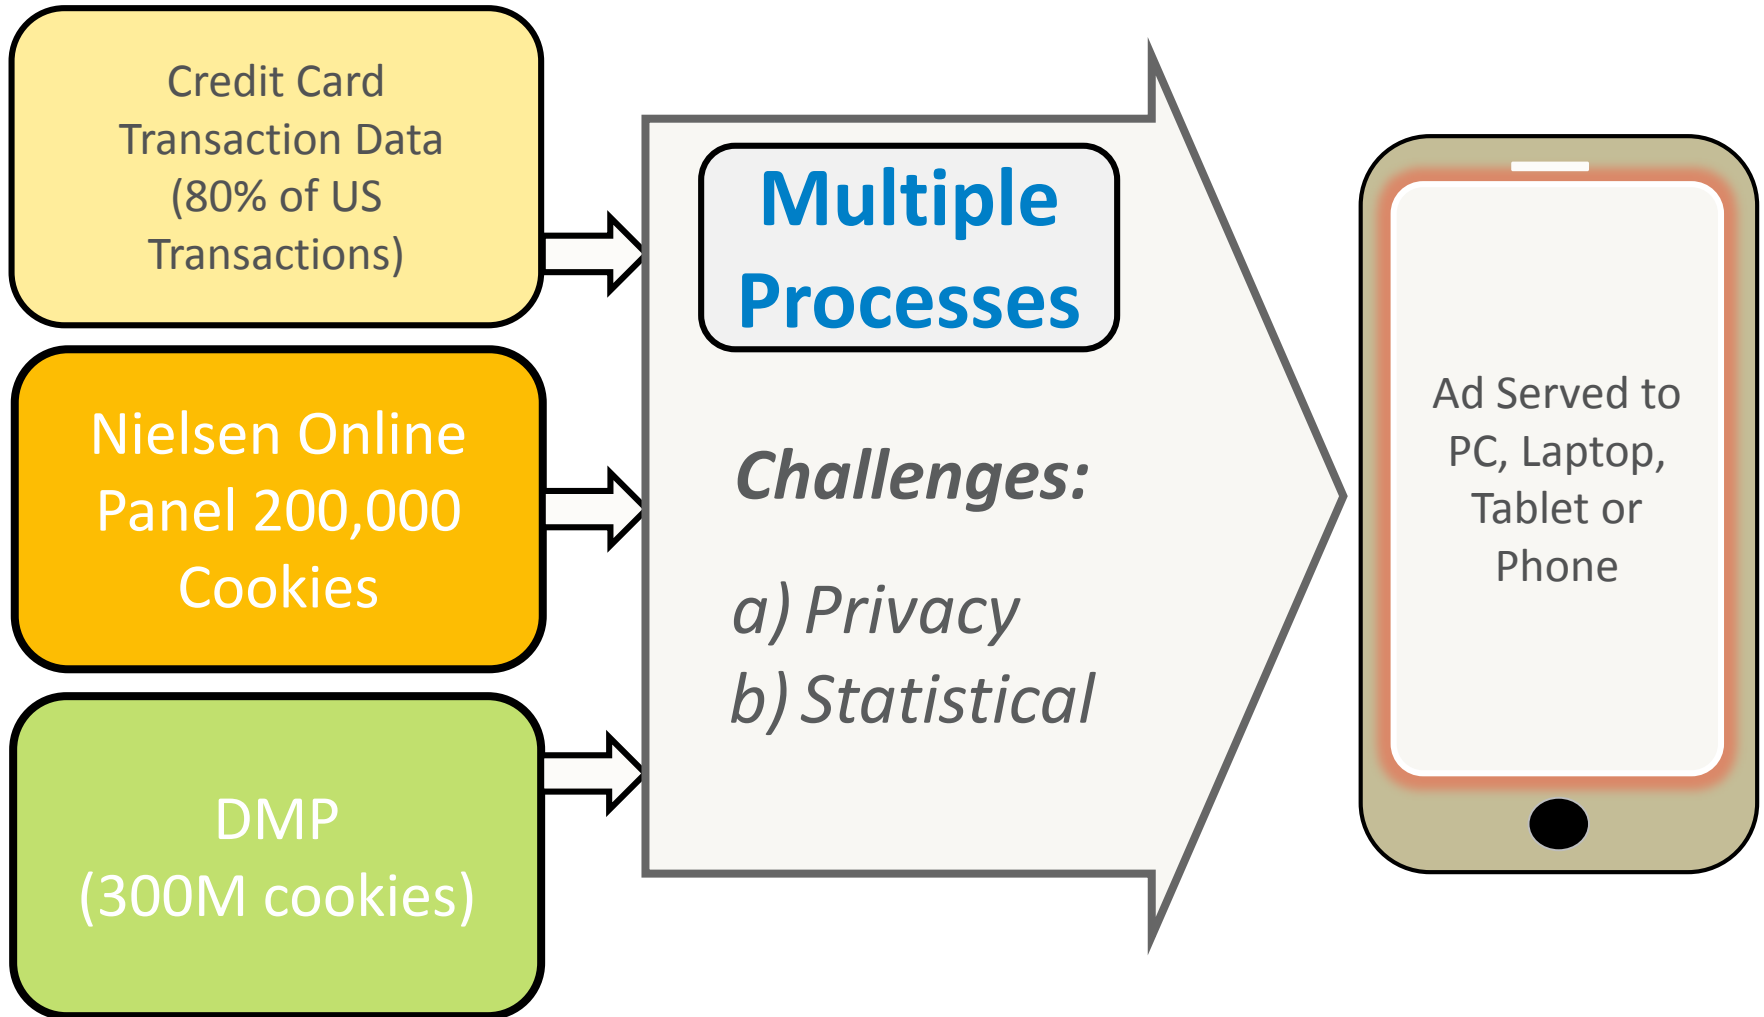 Credit Card
Transaction Data
(80% of US
Transactions)
Nielsen Online
Panel 200,000
Cookies
DMP
(300M cookies)
Multiple
Processes
Challenges:
a) Privacy
b) Statistical
Ad Served to
PC, Laptop,
Tablet or
Phone